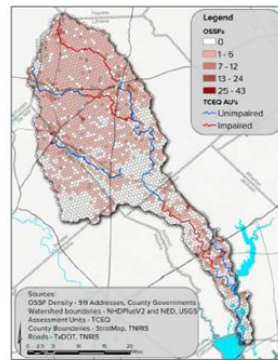 Legend
OSSFs
0
1 - 6
7 - 12
13 - 24
25 - 43
TCEQ AU's
Unimpaired
Impaired
Sources:
OSSF Density - 911 Addresses, County Governments
Watershed boundaries - NHDPlusV2 and NED, USGS
Assessment Units - TCEQ
County Boundaries - StratMap, TNRIS
Roads - TxDOT, TNRIS
Miles